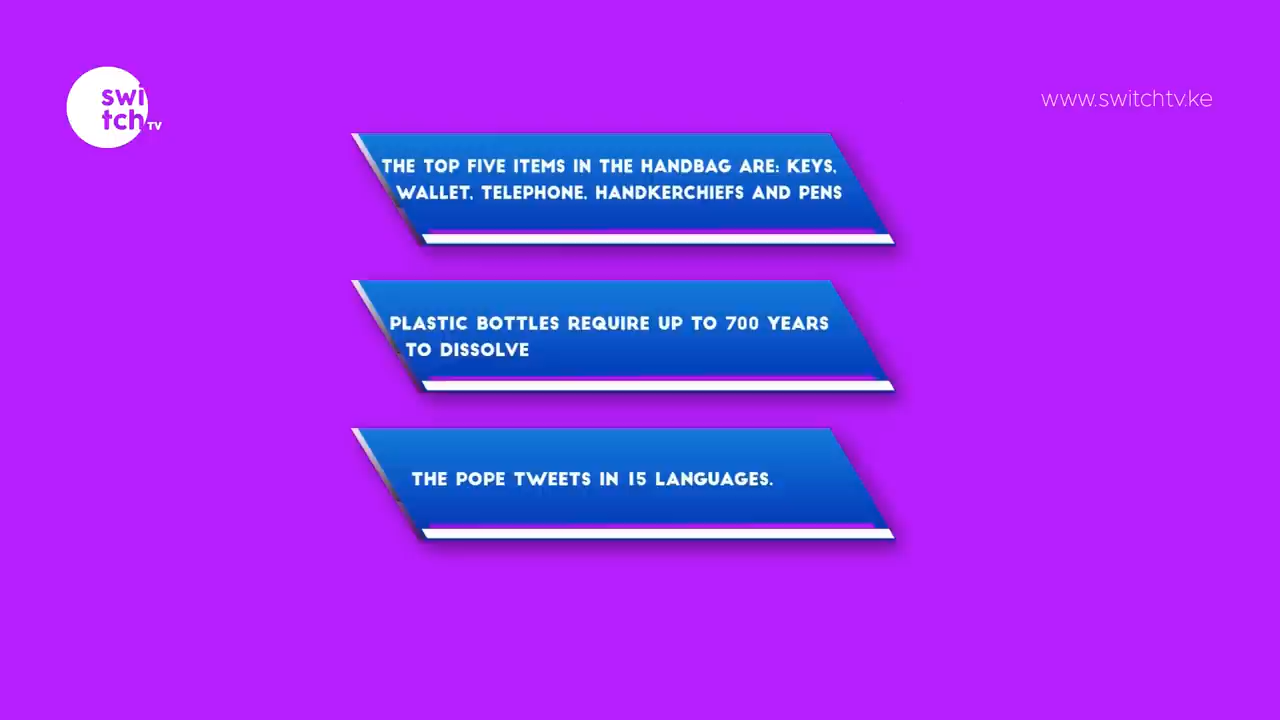 swi
tch TV
www.switchtv.ke
THE TOP FIVE ITEMS IN THE HANDBAG ARE: KEYS,
WALLET, TELEPHONE, HANDKERCHIEFS AND PENS
PLASTIC BOTTLES REQUIRE UP TO 700 YEARS
TO DISSOLVE
THE POPE TWEETS IN 15 LANGUAGES.